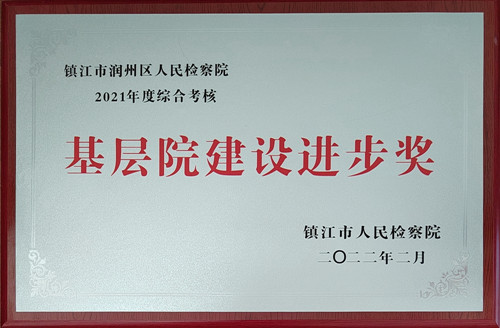 镇江市润州区人民检察院
2021年度综合考核
基层院建设进步奖
镇江市人民检察院
二〇二二年二月